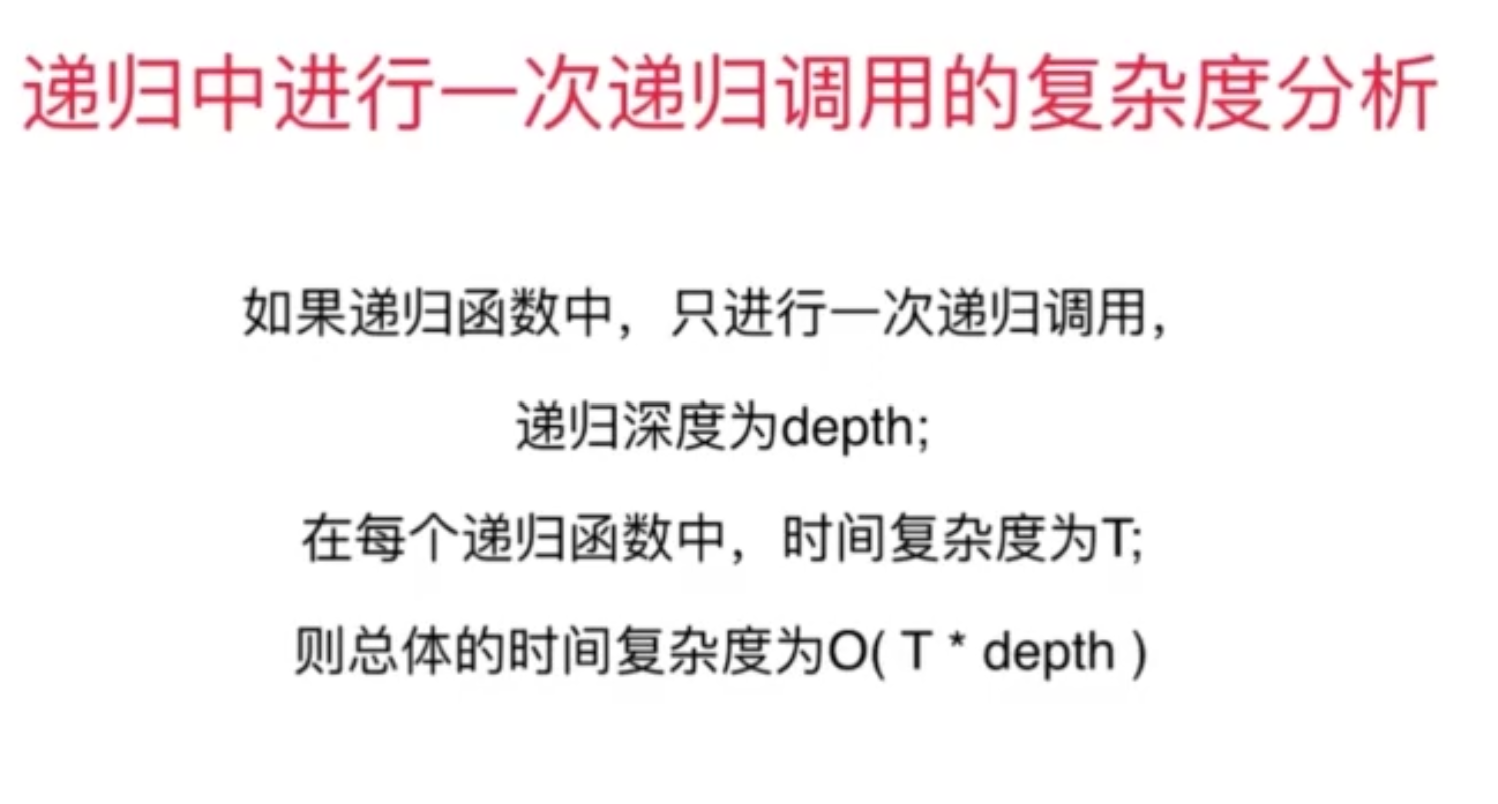 递归中进行一次递归调用的复杂度分析
如果递归函数中，只进行一次递归调用，
递归深度为depth;
在每个递归函数中，时间复杂度为T;
则总体的时间复杂度为O( T * depth )